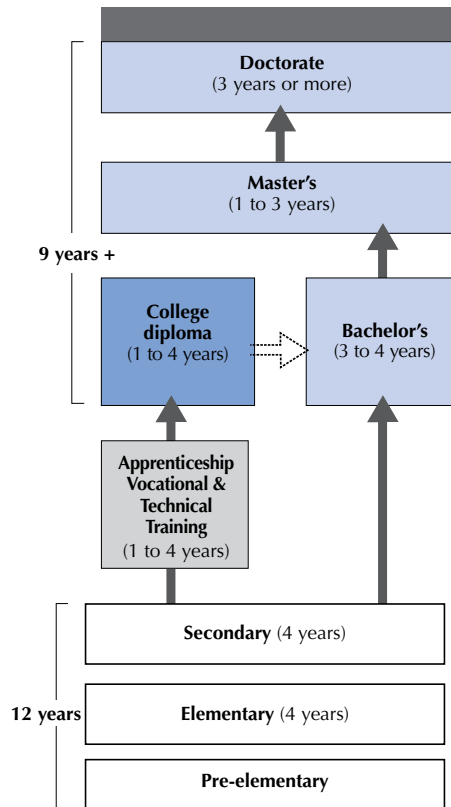 Doctorate
(3 years or more)
Master's
(1 to 3 years)
9 years +
College
diploma
(1 to 4 years)
Bachelor's
(3 to 4 years)
Apprenticeship
Vocational &
Technical
Training
(1 to 4 years)
Secondary (4 years)
12 years
Elementary (4 years)
Pre-elementary